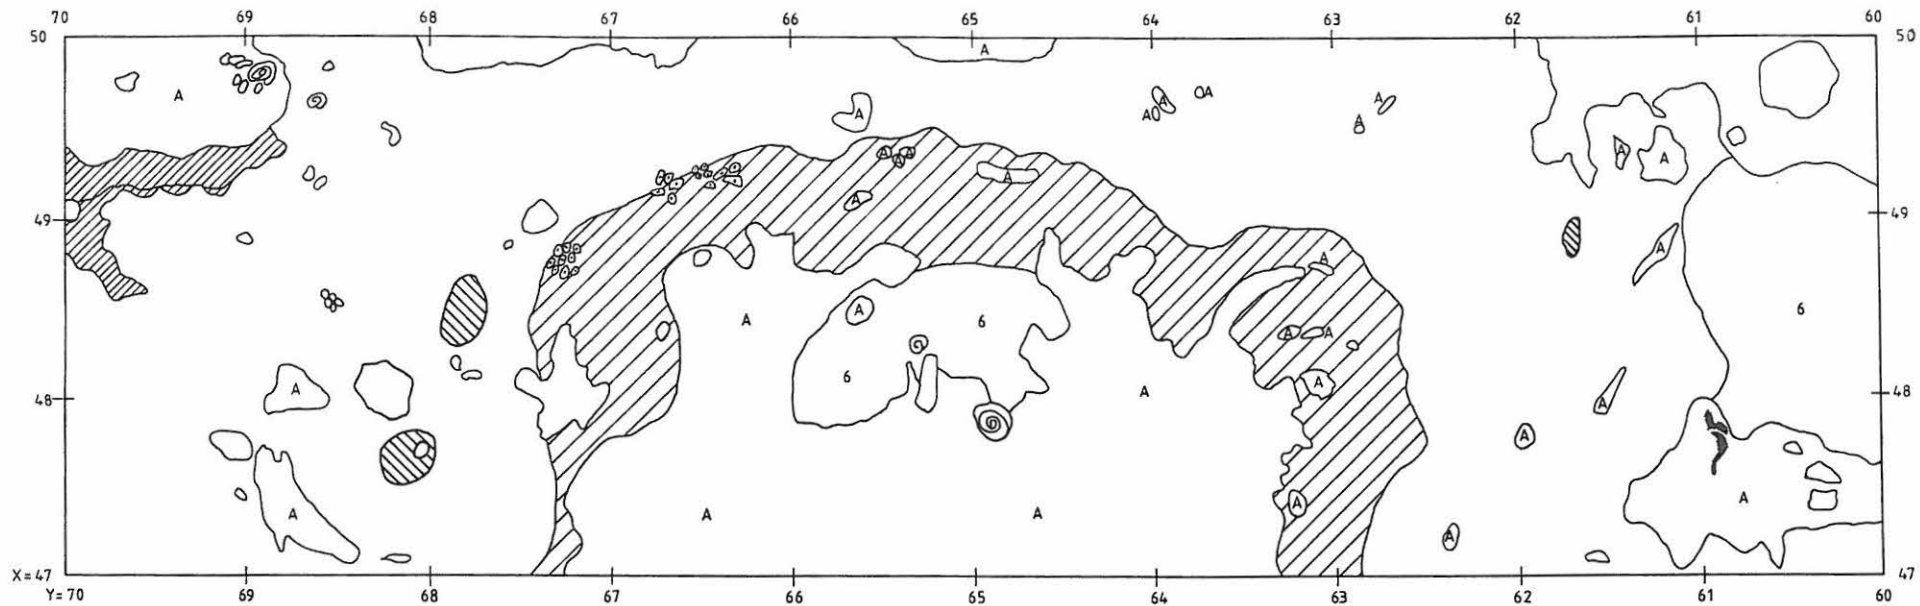 70 69 68 67 66 65 64 63 62 61 60
50 A 50
A A A A A A
A A A A A A A
A A
49 49
A A
A A 6 6
A A
A 6 A A A
48 48
A
A A A A A
A
X=47 47
Y=70 69 68 67 66 65 64 63 62 61 60